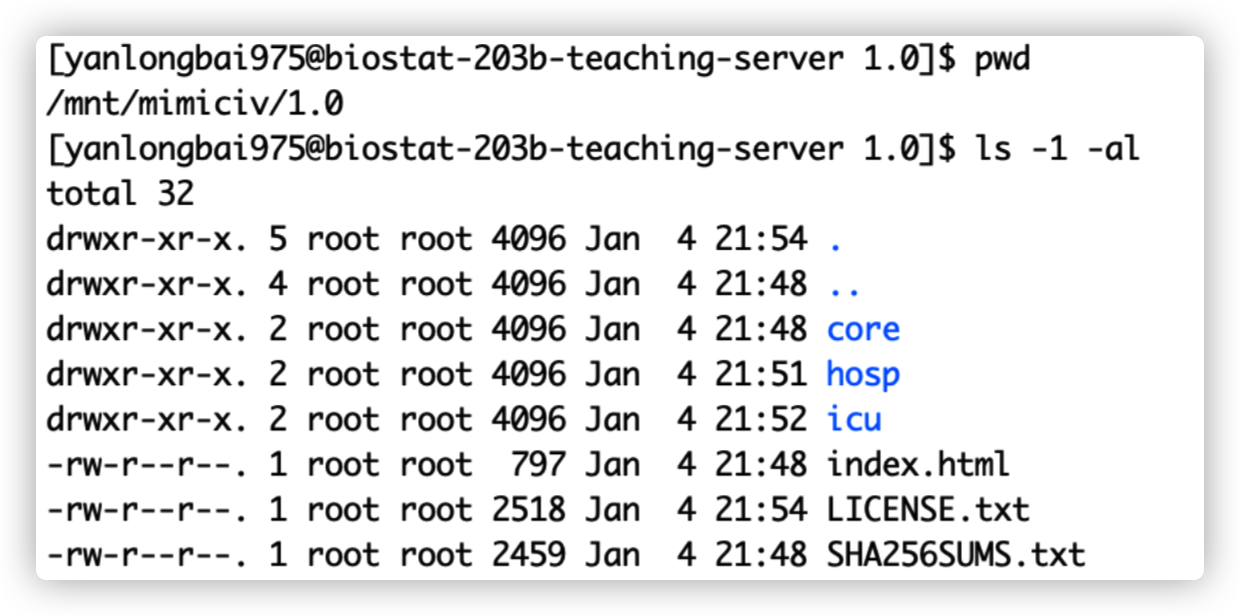 [yanlongbai975@biostat-203b-teaching-server 1.0]$ pwd
/mnt/mimiciv/1.0
[yanlongbai975@biostat-203b-teaching-server 1.0]$ ls -1 -al
total 32
drwxr-xr-x. 5 root root 4096 Jan  4 21:54 .
drwxr-xr-x. 4 root root 4096 Jan  4 21:48 ..
drwxr-xr-x. 2 root root 4096 Jan  4 21:48 core
drwxr-xr-x. 2 root root 4096 Jan  4 21:51 hosp
drwxr-xr-x. 2 root root 4096 Jan  4 21:52 icu
-rw-r--r--. 1 root root  797 Jan  4 21:48 index.html
-rw-r--r--. 1 root root 2518 Jan  4 21:54 LICENSE.txt
-rw-r--r--. 1 root root 2459 Jan  4 21:48 SHA256SUMS.txt